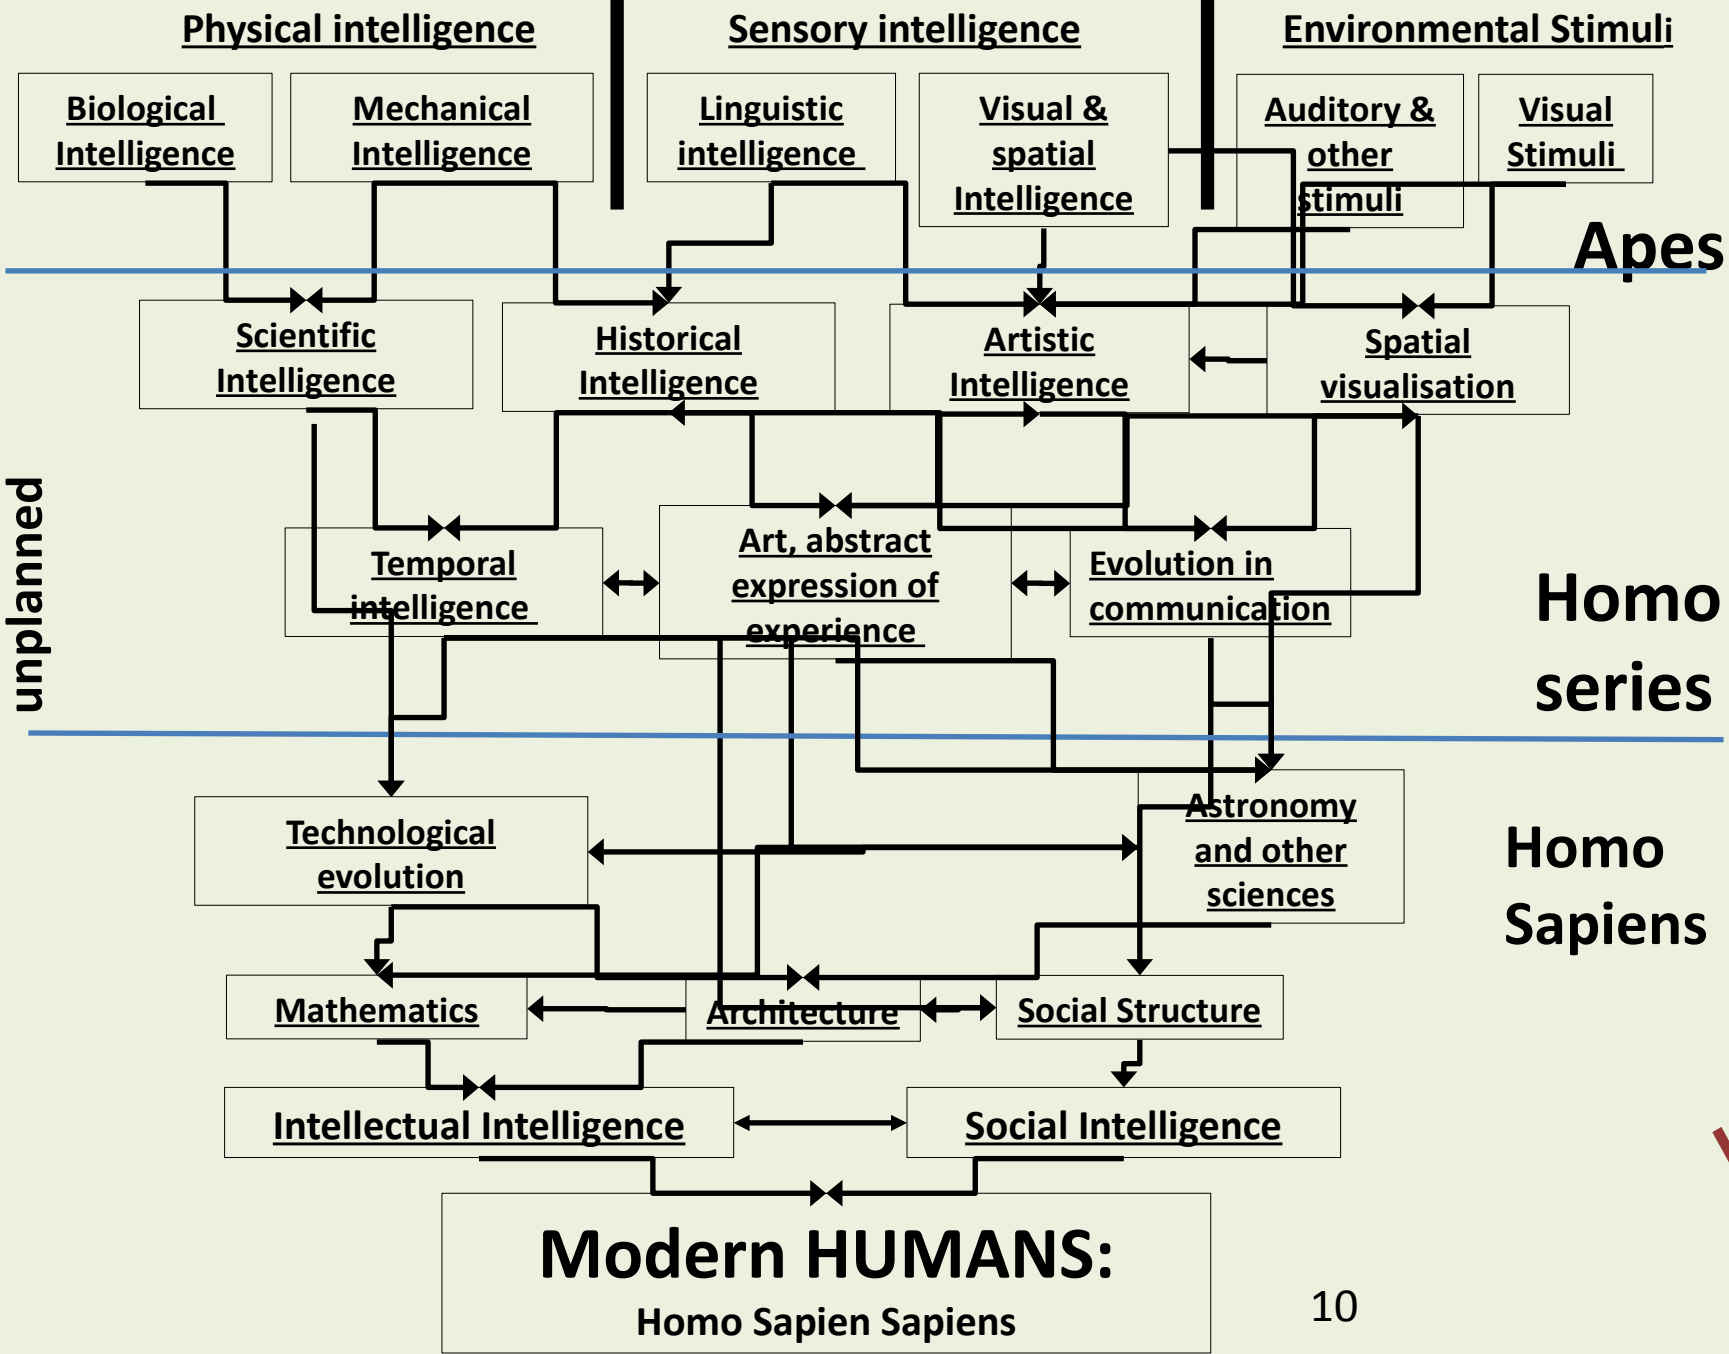 Physical intelligence
Sensory intelligence
Environmental Stimuli
Biological
Intelligence
Mechanical
Intelligence
Linguistic
intelligence
Visual &
spatial
Intelligence
Auditory &
other
stimuli
Visual
Stimuli
Apes
Scientific
Intelligence
Historical
Intelligence
Artistic
Intelligence
Spatial
visualisation
unplanned
Temporal
intelligence
Art, abstract
expression of
experience
Evolution in
communication
Homo
series
Technological
evolution
Astronomy
and other
sciences
Homo
Sapiens
Mathematics
Architecture
Social Structure
Intellectual Intelligence
Social Intelligence
Modern HUMANS:
Homo Sapien Sapiens
10